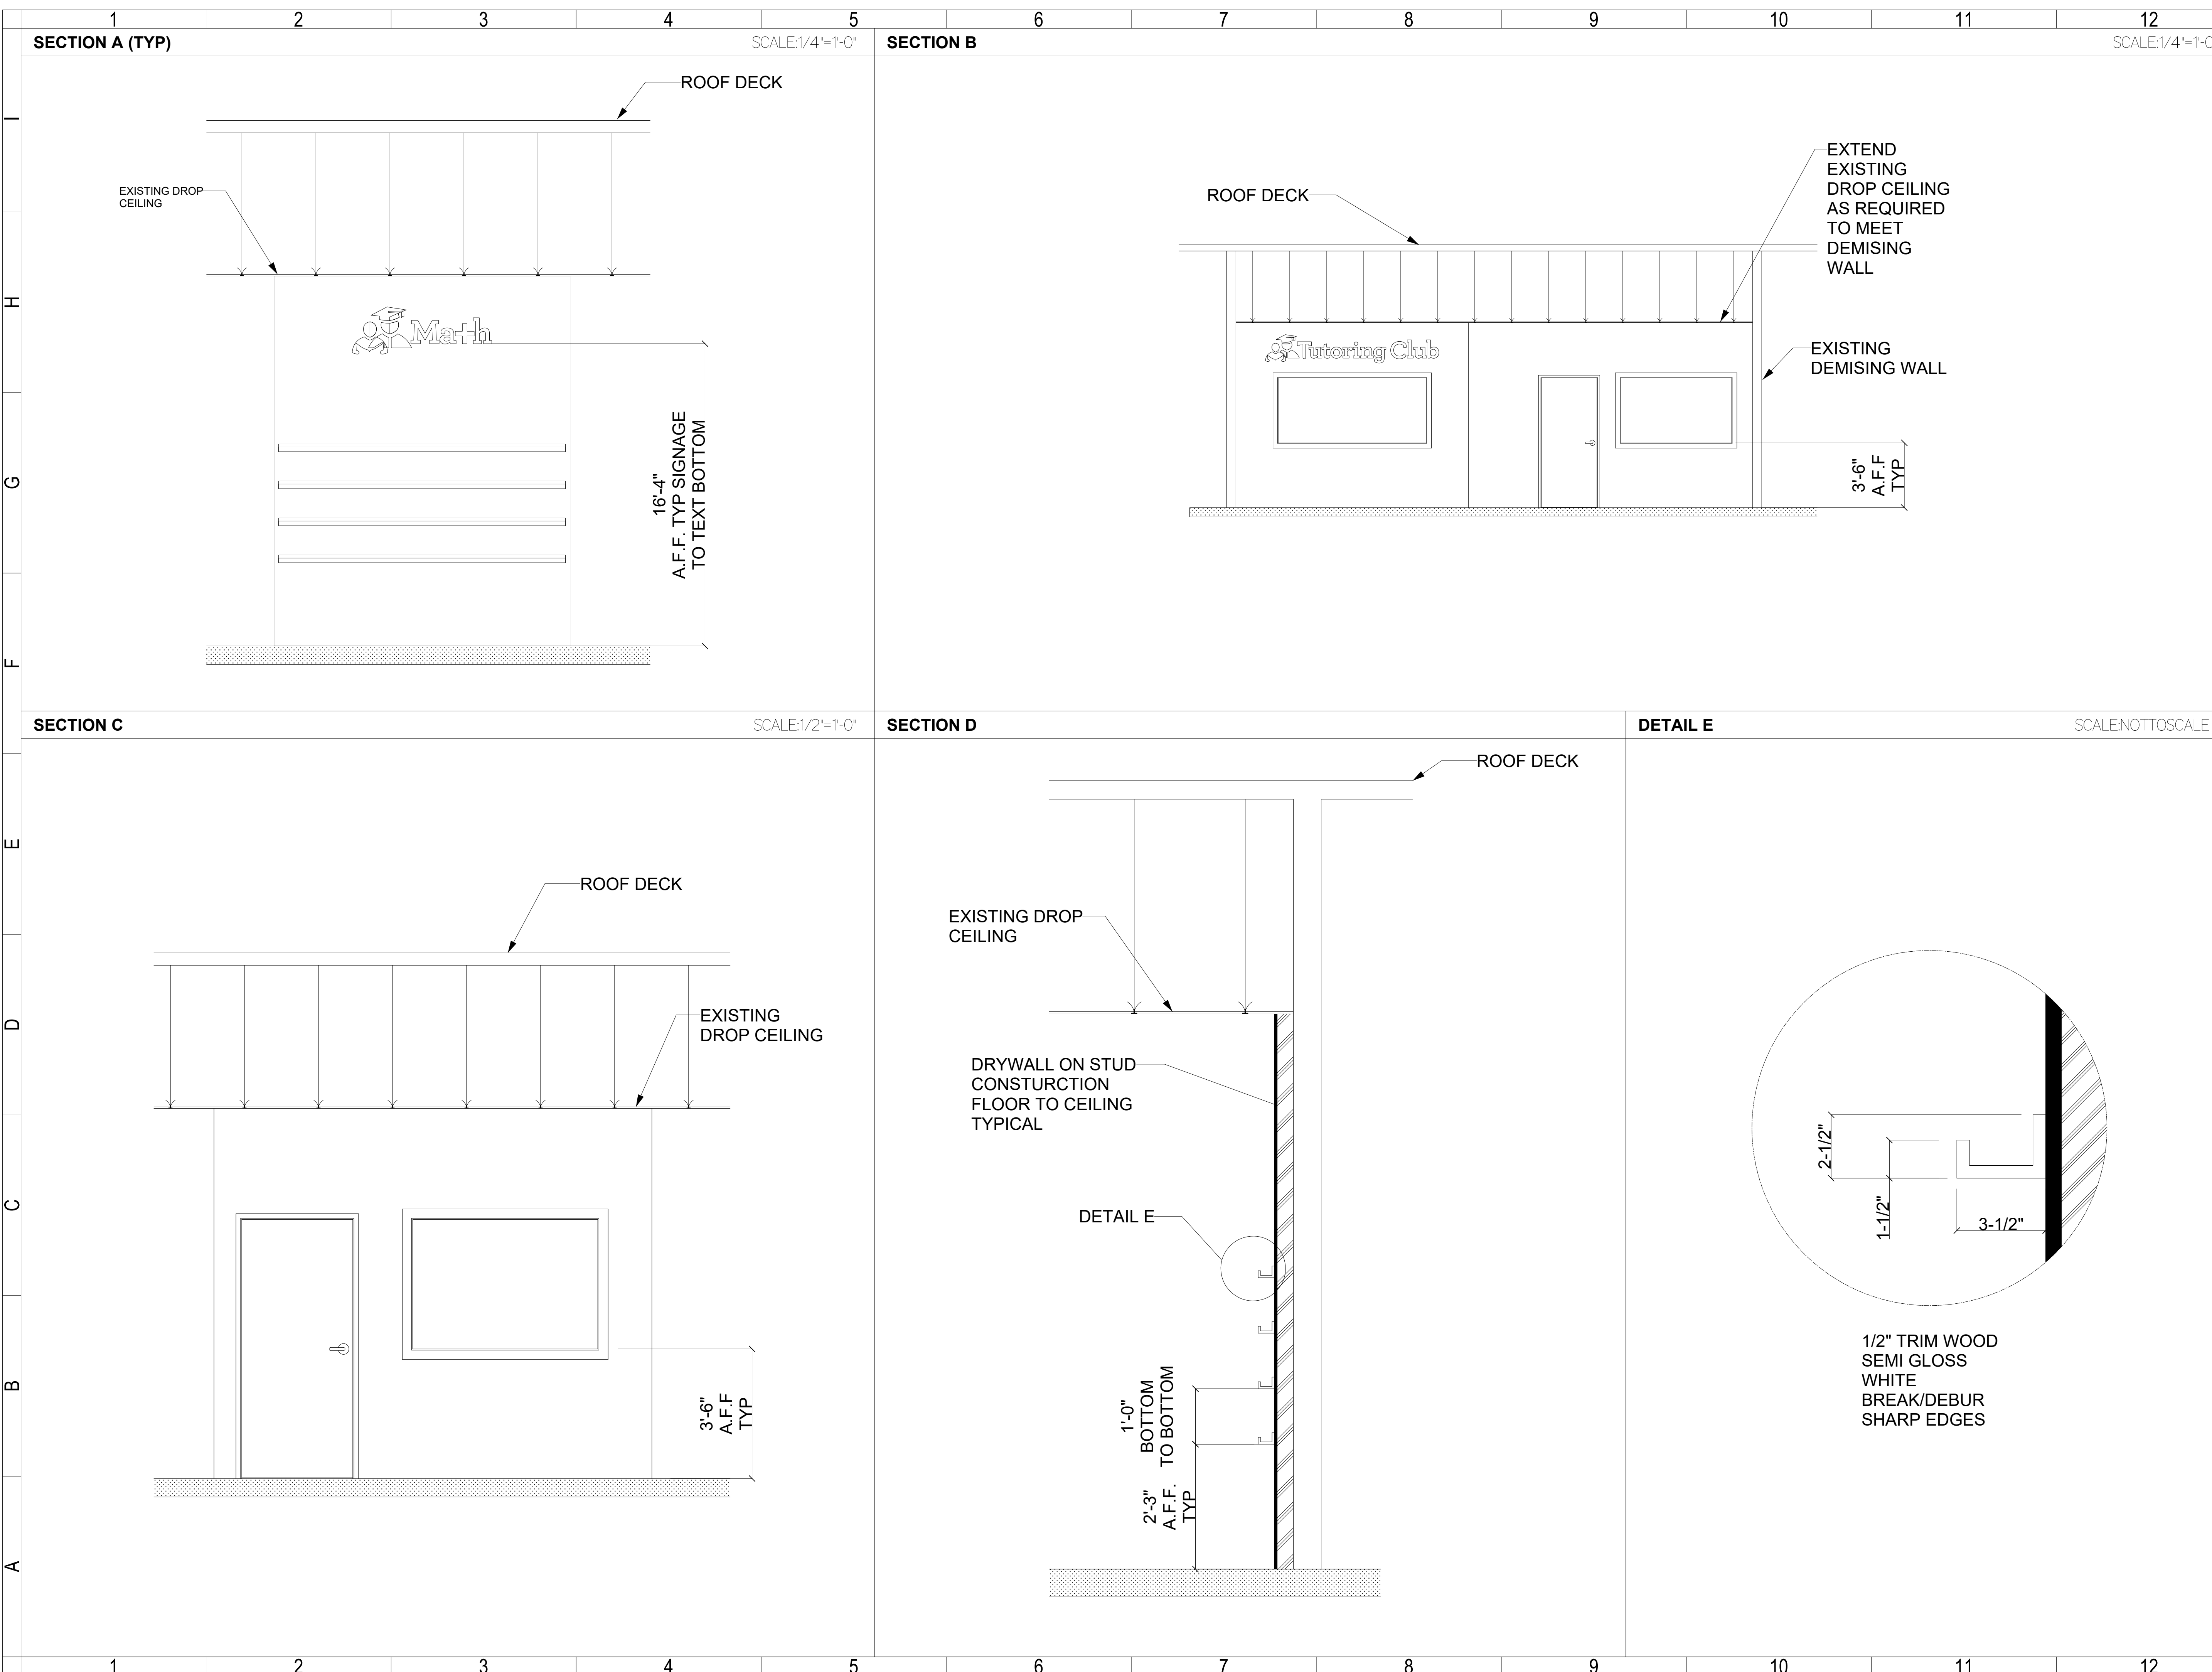 1 2 3 4 5 6 7 8 9 10 11 12
SECTION A (TYP)
SCALE:1/4"=1'-0"
ROOF DECK
EXISTING DROP
CEILING
Math
16'-4"
A.F.F. TYP SIGNAGE
TO TEXT BOTTOM
SECTION B
SCALE:1/4"=1'-0
ROOF DECK
EXTEND
EXISTING
DROP CEILING
AS REQUIRED
TO MEET
DEMISING
WALL
Tutoring Club
EXISTING
DEMISING WALL
3'-6"
A.F.F
TYP
SECTION C
SCALE:1/2"=1'-0"
ROOF DECK
EXISTING
DROP CEILING
3'-6"
A.F.F
TYP
SECTION D
ROOF DECK
EXISTING DROP
CEILING
DRYWALL ON STUD
CONSTURCTION
FLOOR TO CEILING
TYPICAL
DETAIL E
1'-0"
BOTTOM
TO BOTTOM
2'-3"
A.F.F.
TYP
DETAIL E
SCALE:NOTTOSCALE
2-1/2"
1-1/2"
3-1/2"
1/2" TRIM WOOD
SEMI GLOSS
WHITE
BREAK/DEBUR
SHARP EDGES
I
H
G
F
E
D
C
B
A
1 2 3 4 5 6 7 8 9 10 11 12